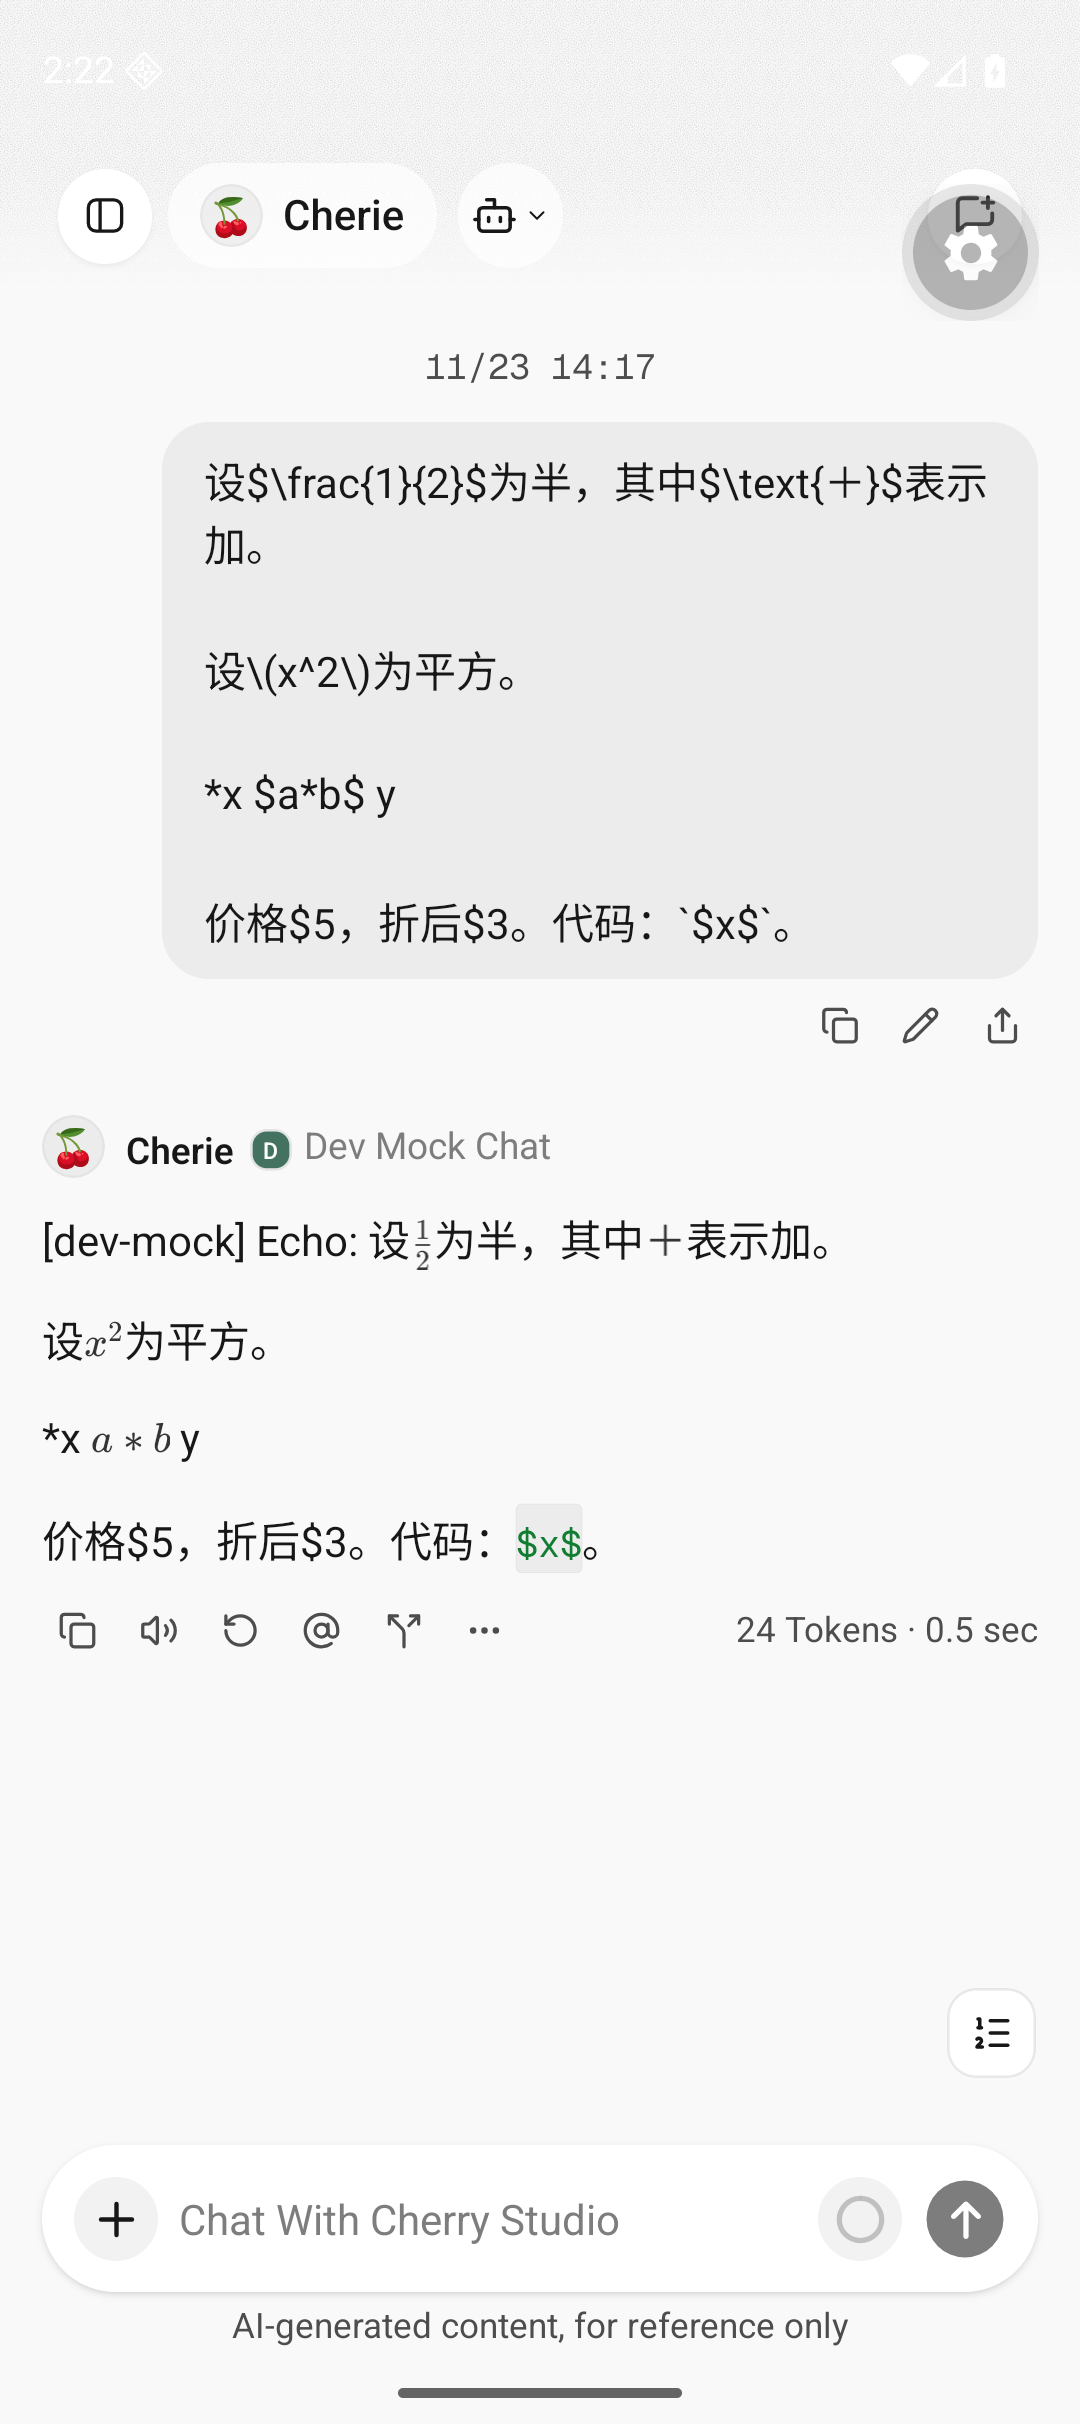 2:22
Cherie
11/23 14:17
设$\frac{1}{2}$为半，其中$\text{＋}$表示
加。
设\(x^2\)为平方。
*x $a*b$ y
价格$5，折后$3。代码：`$x$`。
Cherie D Dev Mock Chat
[dev-mock] Echo: 设½为半，其中＋表示加。
设x²为平方。
*x a ∗ b y
价格$5，折后$3。代码：$x$。
24 Tokens · 0.5 sec
Chat With Cherry Studio
AI-generated content, for reference only